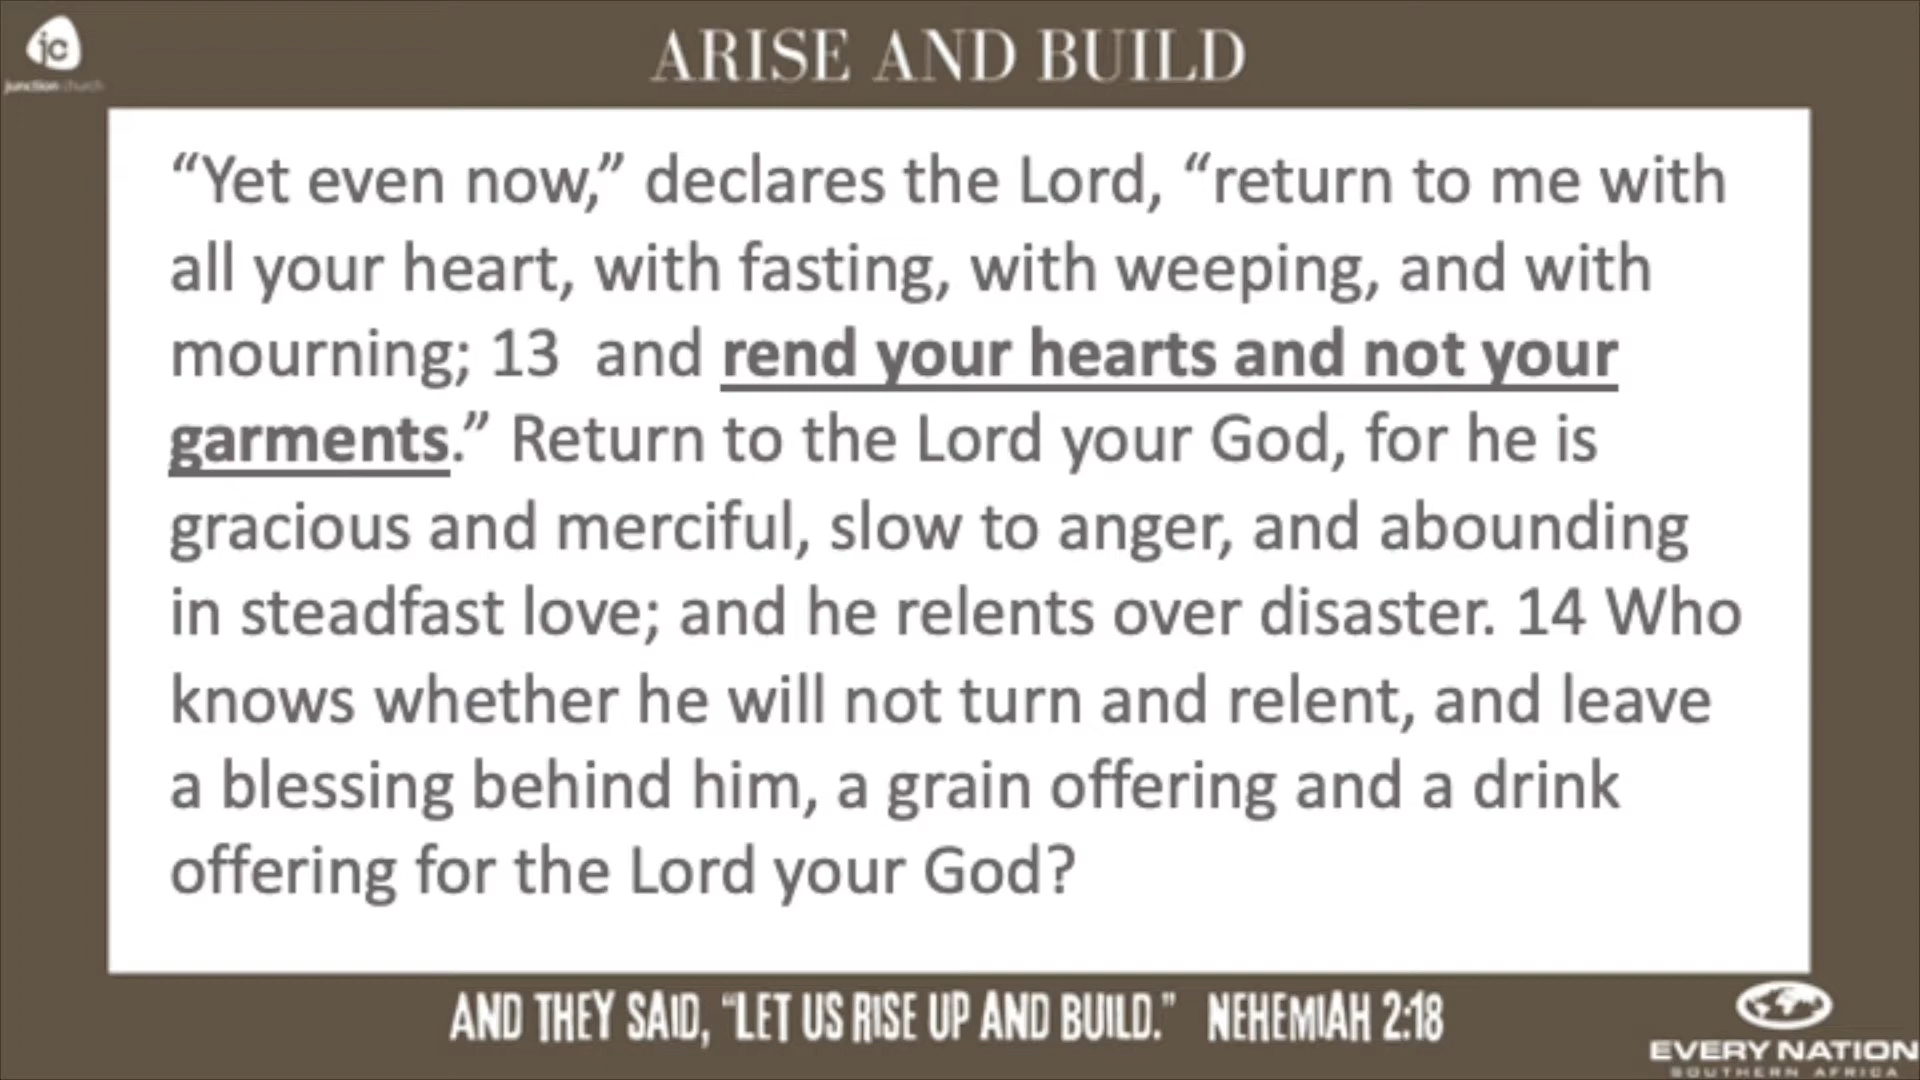 jc
junction church
ARISE AND BUILD
“Yet even now,” declares the Lord, “return to me with
all your heart, with fasting, with weeping, and with
mourning; 13 and rend your hearts and not your
garments.” Return to the Lord your God, for he is
gracious and merciful, slow to anger, and abounding
in steadfast love; and he relents over disaster. 14 Who
knows whether he will not turn and relent, and leave
a blessing behind him, a grain offering and a drink
offering for the Lord your God?
AND THEY SAID, “LET US RISE UP AND BUILD.” NEHEMIAH 2:18
EVERY NATION
SOUTHERN AFRICA